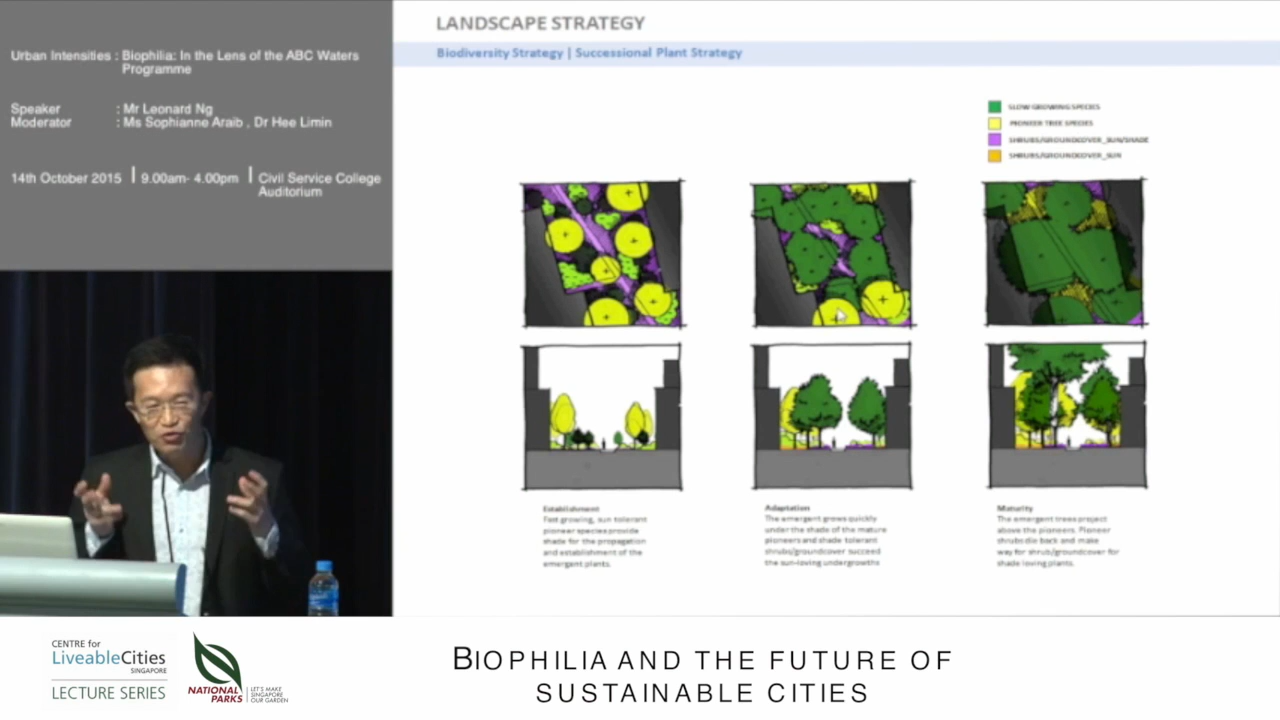 Urban Intensities : Biophilia: In the Lens of the ABC Waters
Programme
Speaker : Mr Leonard Ng
Moderator : Ms Sophianne Araib , Dr Hee Limin
14th October 2015 | 9.00am- 4.00pm | Civil Service College
Auditorium
LANDSCAPE STRATEGY
Biodiversity Strategy | Successional Plant Strategy
SLOW GROWING SPECIES
PIONEER TREE SPECIES
SHRUBS/GROUNDCOVER_SUN/SHADE
SHRUBS/GROUNDCOVER_SUN
Establishment
Fast growing, sun tolerant
pioneer species provide
shade for the propagation
and establishment of the
emergent plants.
Adaptation
The emergent grows quickly
under the shade of the mature
pioneers and shade tolerant
shrubs/groundcover succeed
the sun-loving undergrowths
Maturity
The emergent trees project
above the pioneers. Pioneer
shrubs die back and make
way for shrub/groundcover for
shade loving plants.
CENTRE for
LiveableCities
SINGAPORE
LECTURE SERIES
NATIONAL
PARKS
LET'S MAKE
SINGAPORE
OUR GARDEN
BIOPHILIA AND THE FUTURE OF
SUSTAINABLE CITIES